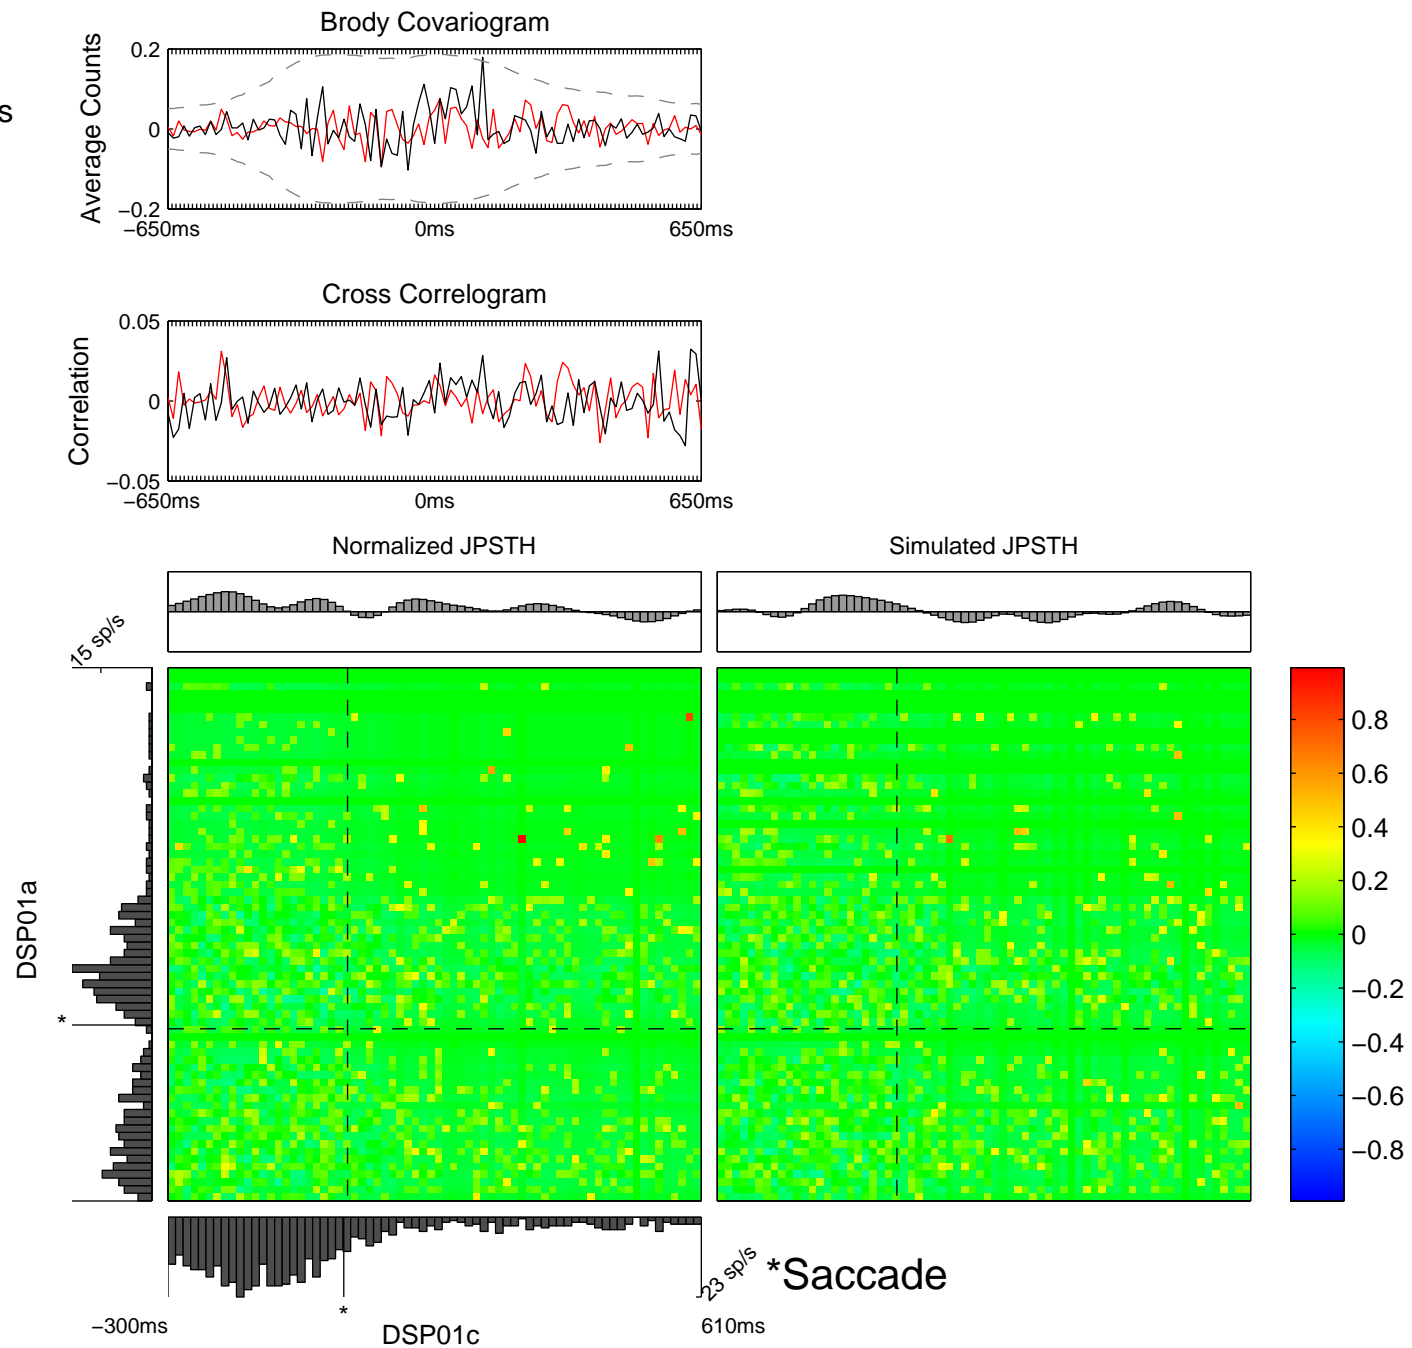 Brody Covariogram
s
Average Counts
0.2
0
−0.2
−650ms 0ms 650ms
Cross Correlogram
Correlation
0.05
0
−0.05
−650ms 0ms 650ms
Normalized JPSTH Simulated JPSTH
15 sp/s
DSP01a
*
0.8
0.6
0.4
0.2
0
−0.2
−0.4
−0.6
−0.8
23 sp/s
*Saccade
*
−300ms 610ms
DSP01c